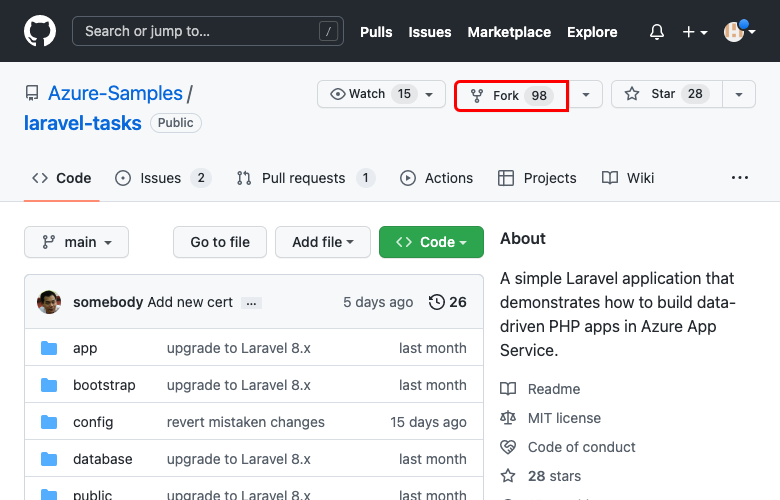 Search or jump to... / Pulls Issues Marketplace Explore
Azure-Samples / Watch 15 Fork 98 Star 28
laravel-tasks Public
Code Issues 2 Pull requests 1 Actions Projects Wiki ...
main Go to file Add file Code
About
somebody Add new cert ... 5 days ago 26
A simple Laravel application that
demonstrates how to build data-
driven PHP apps in Azure App
Service.
app upgrade to Laravel 8.x last month
bootstrap upgrade to Laravel 8.x last month
config revert mistaken changes 15 days ago
database upgrade to Laravel 8.x last month
public upgrade to Laravel 8.x last month
Readme
MIT license
Code of conduct
28 stars